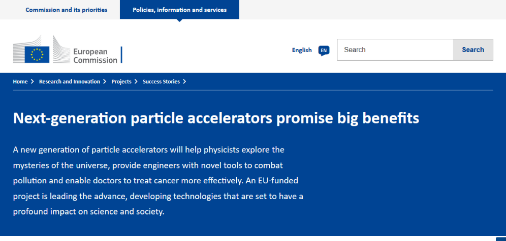 Commission and its priorities
Policies, information and services
European
Commission
English
EN
Search
Search
Home
Research and Innovation
Projects
Success Stories
Next-generation particle accelerators promise big benefits
A new generation of particle accelerators will help physicists explore the
mysteries of the universe, provide engineers with novel tools to combat
pollution and enable doctors to treat cancer more effectively. An EU-funded
project is leading the advance, developing technologies that are set to have a
profound impact on science and society.